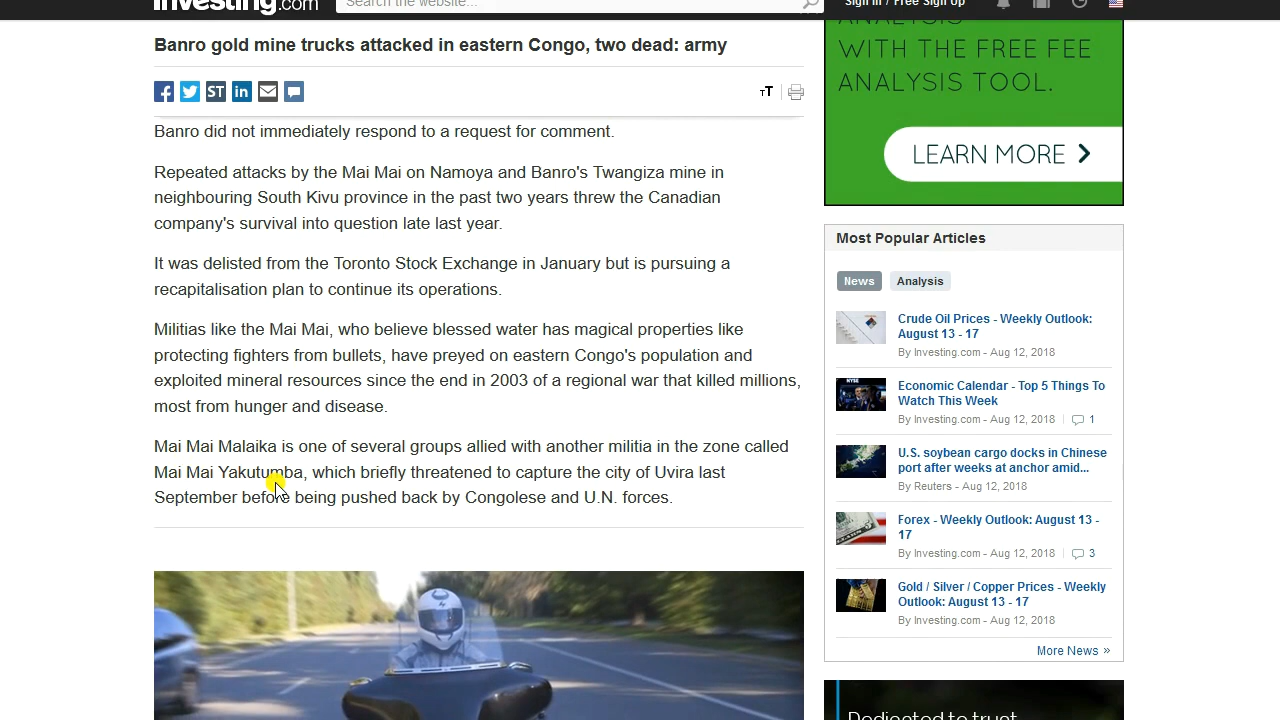 Investing.com
Search the website...
Sign In / Free Sign Up
Banro gold mine trucks attacked in eastern Congo, two dead: army
ST in
TT
Banro did not immediately respond to a request for comment.
Repeated attacks by the Mai Mai on Namoya and Banro's Twangiza mine in
neighbouring South Kivu province in the past two years threw the Canadian
company's survival into question late last year.
It was delisted from the Toronto Stock Exchange in January but is pursuing a
recapitalisation plan to continue its operations.
Militias like the Mai Mai, who believe blessed water has magical properties like
protecting fighters from bullets, have preyed on eastern Congo's population and
exploited mineral resources since the end in 2003 of a regional war that killed millions,
most from hunger and disease.
Mai Mai Malaika is one of several groups allied with another militia in the zone called
Mai Mai Yakutumba, which briefly threatened to capture the city of Uvira last
September before being pushed back by Congolese and U.N. forces.
ANALYSIS
WITH THE FREE FEE
ANALYSIS TOOL.
LEARN MORE
Most Popular Articles
News
Analysis
Crude Oil Prices - Weekly Outlook:
August 13 - 17
By Investing.com - Aug 12, 2018
NYSE
Economic Calendar - Top 5 Things To
Watch This Week
By Investing.com - Aug 12, 2018 1
U.S. soybean cargo docks in Chinese
port after weeks at anchor amid...
By Reuters - Aug 12, 2018
Forex - Weekly Outlook: August 13 -
17
By Investing.com - Aug 12, 2018 3
Gold / Silver / Copper Prices - Weekly
Outlook: August 13 - 17
By Investing.com - Aug 12, 2018
More News »
Dedicated to trust